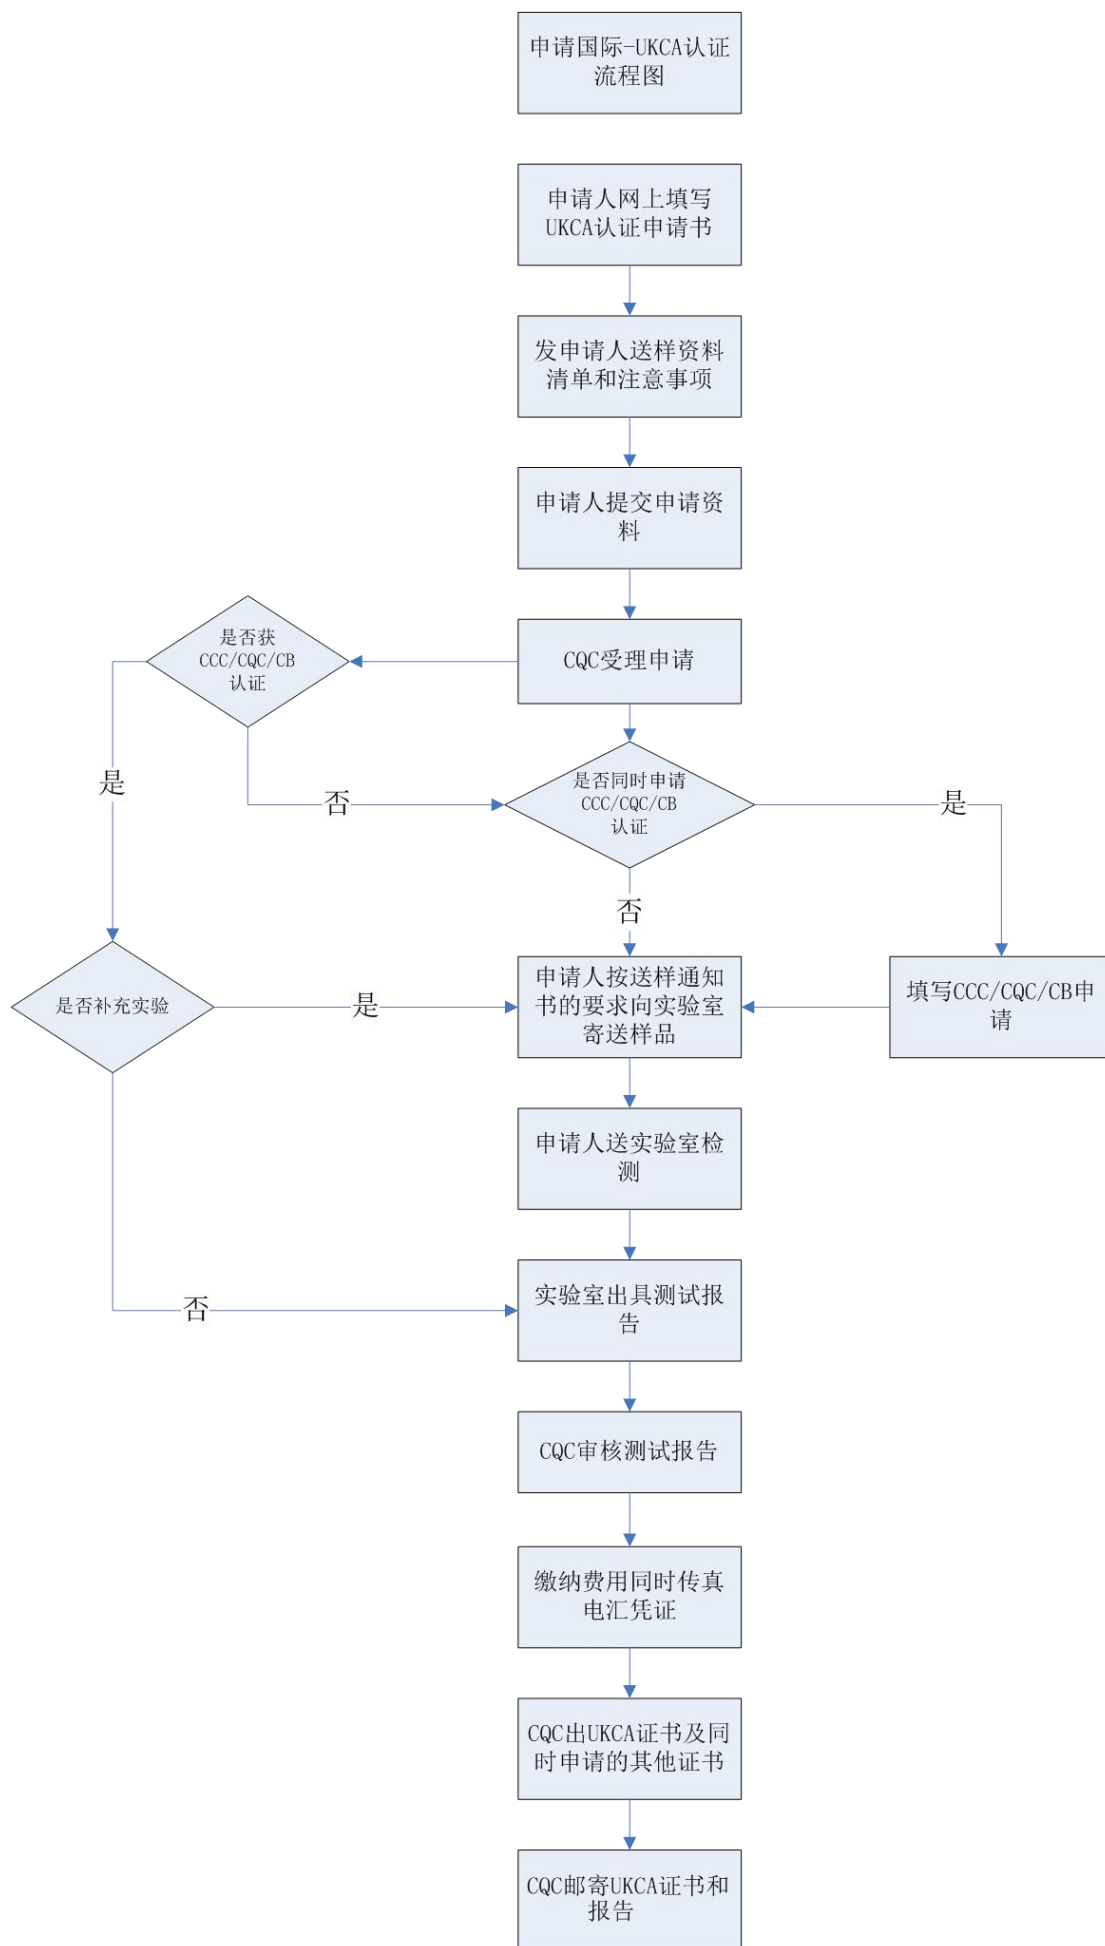 申请国际-UKCA认证
流程图
申请人网上填写
UKCA认证申请书
发申请人送样资料
清单和注意事项
申请人提交申请资
料
是否获
CCC/CQC/CB
认证
CQC受理申请
是
否
是否同时申请
CCC/CQC/CB
认证
是
否
是否补充实验
是
申请人按送样通知
书的要求向实验室
寄送样品
填写CCC/CQC/CB申
请
申请人送实验室检
测
否
实验室出具测试报
告
CQC审核测试报告
缴纳费用同时传真
电汇凭证
CQC出UKCA证书及同
时申请的其他证书
CQC邮寄UKCA证书和
报告